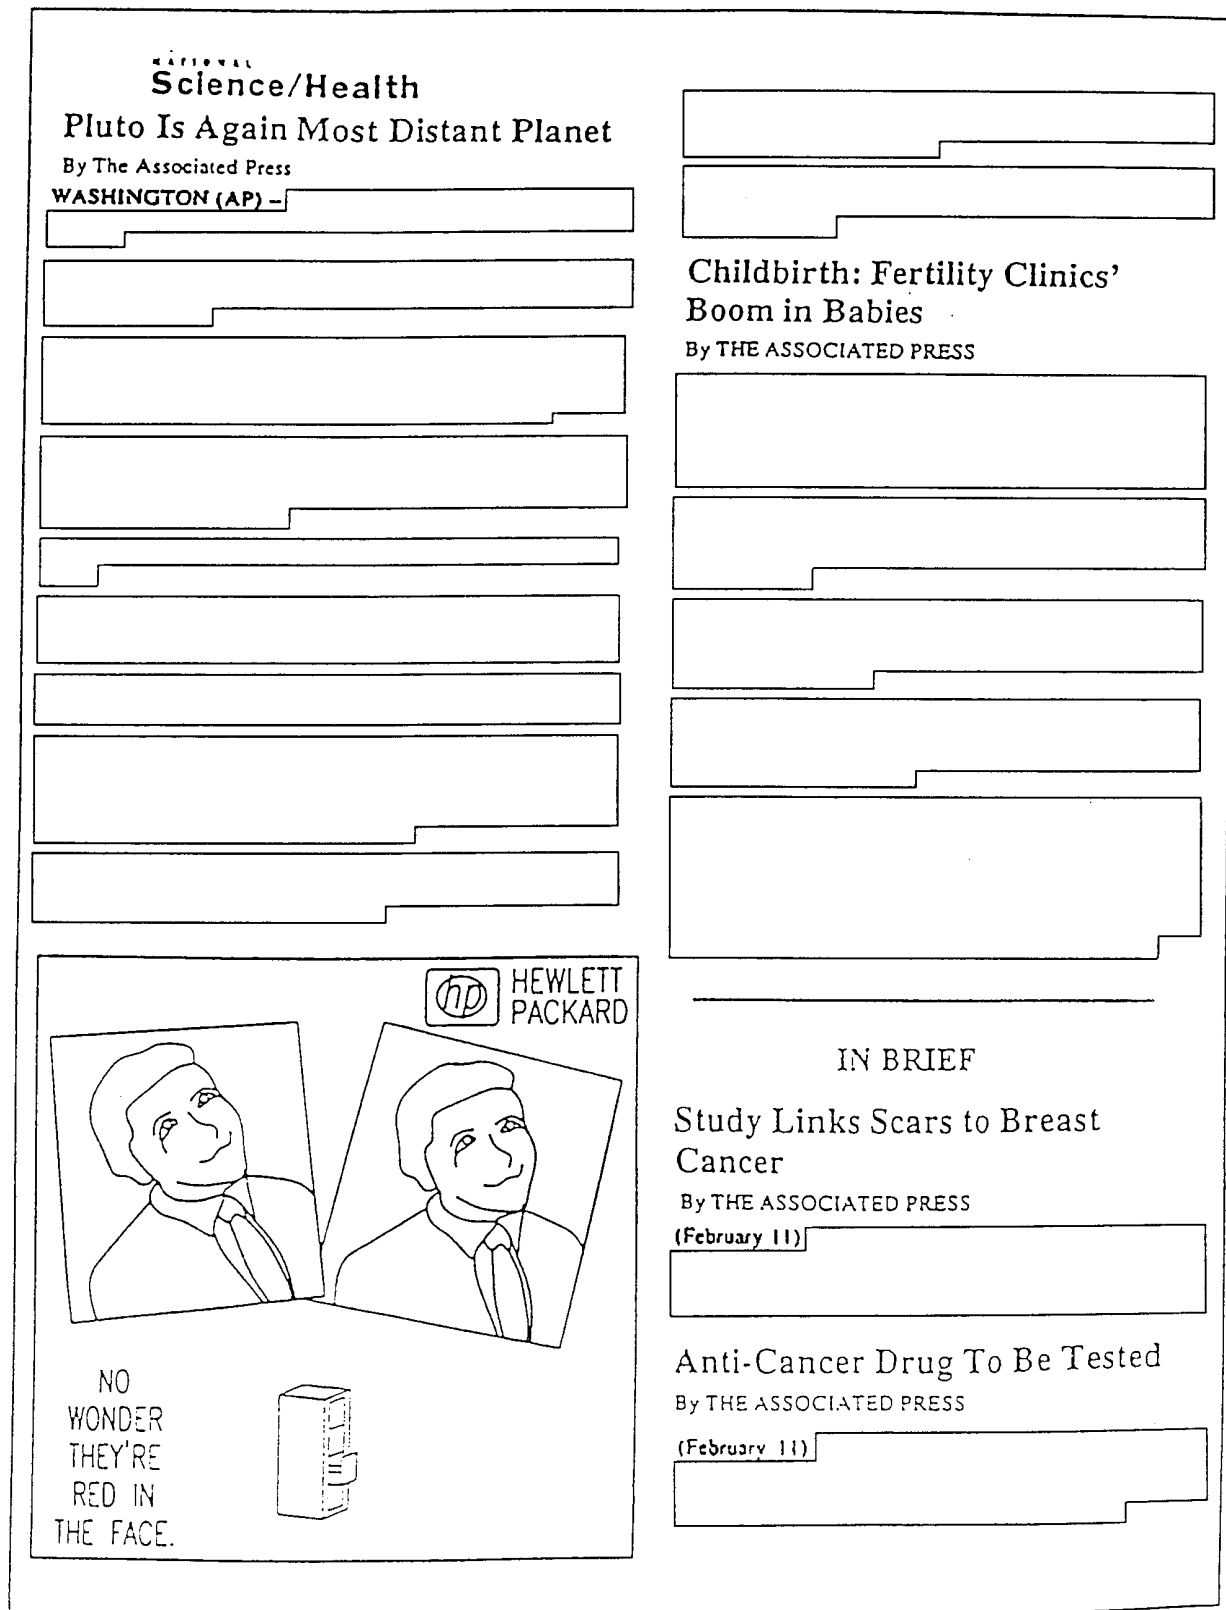 NATIONAL
Science/Health
Pluto Is Again Most Distant Planet
By The Associated Press
WASHINGTON (AP) –
hp HEWLETT
PACKARD
NO
WONDER
THEY'RE
RED IN
THE FACE.
Childbirth: Fertility Clinics'
Boom in Babies
By THE ASSOCIATED PRESS
IN BRIEF
Study Links Scars to Breast
Cancer
By THE ASSOCIATED PRESS
(February 11)
Anti-Cancer Drug To Be Tested
By THE ASSOCIATED PRESS
(February 11)